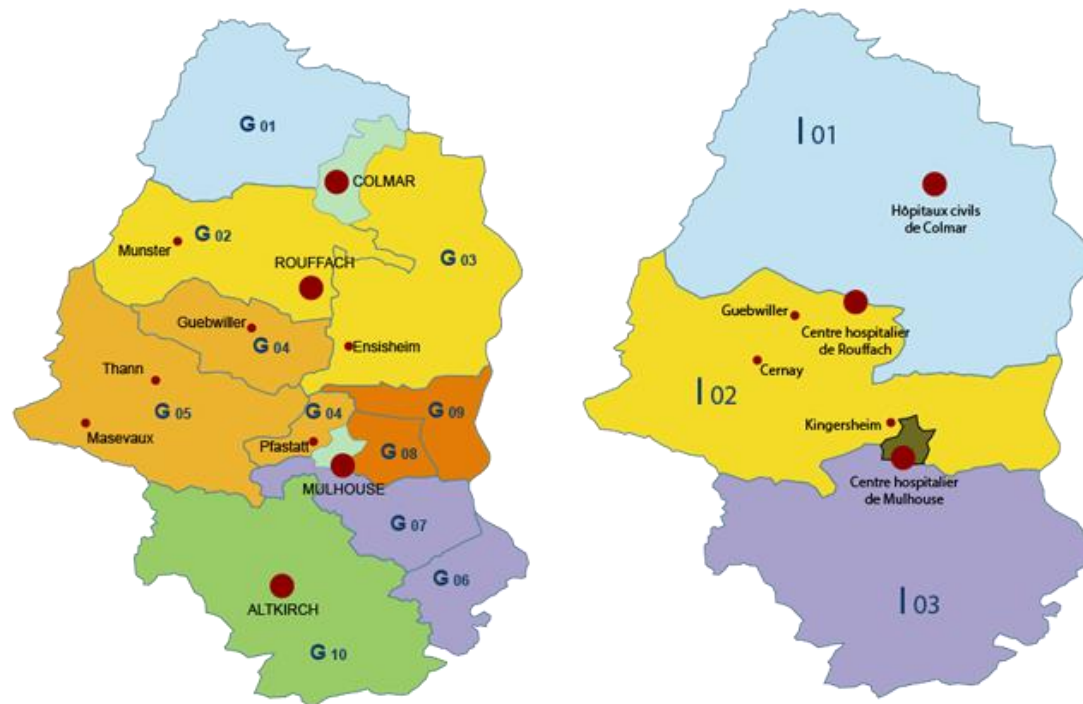 G 01
COLMAR
G 02
Munster
G 03
ROUFFACH
Guebwiller
G 04
Ensisheim
Thann
G 05
G 04
G 09
Masevaux
Pfastatt
G 08
MULHOUSE
G 07
G 06
ALTKIRCH
G 10
I 01
Hôpitaux civils
de Colmar
Guebwiller
Centre hospitalier
de Rouffach
Cernay
I 02
Kingersheim
Centre hospitalier
de Mulhouse
I 03